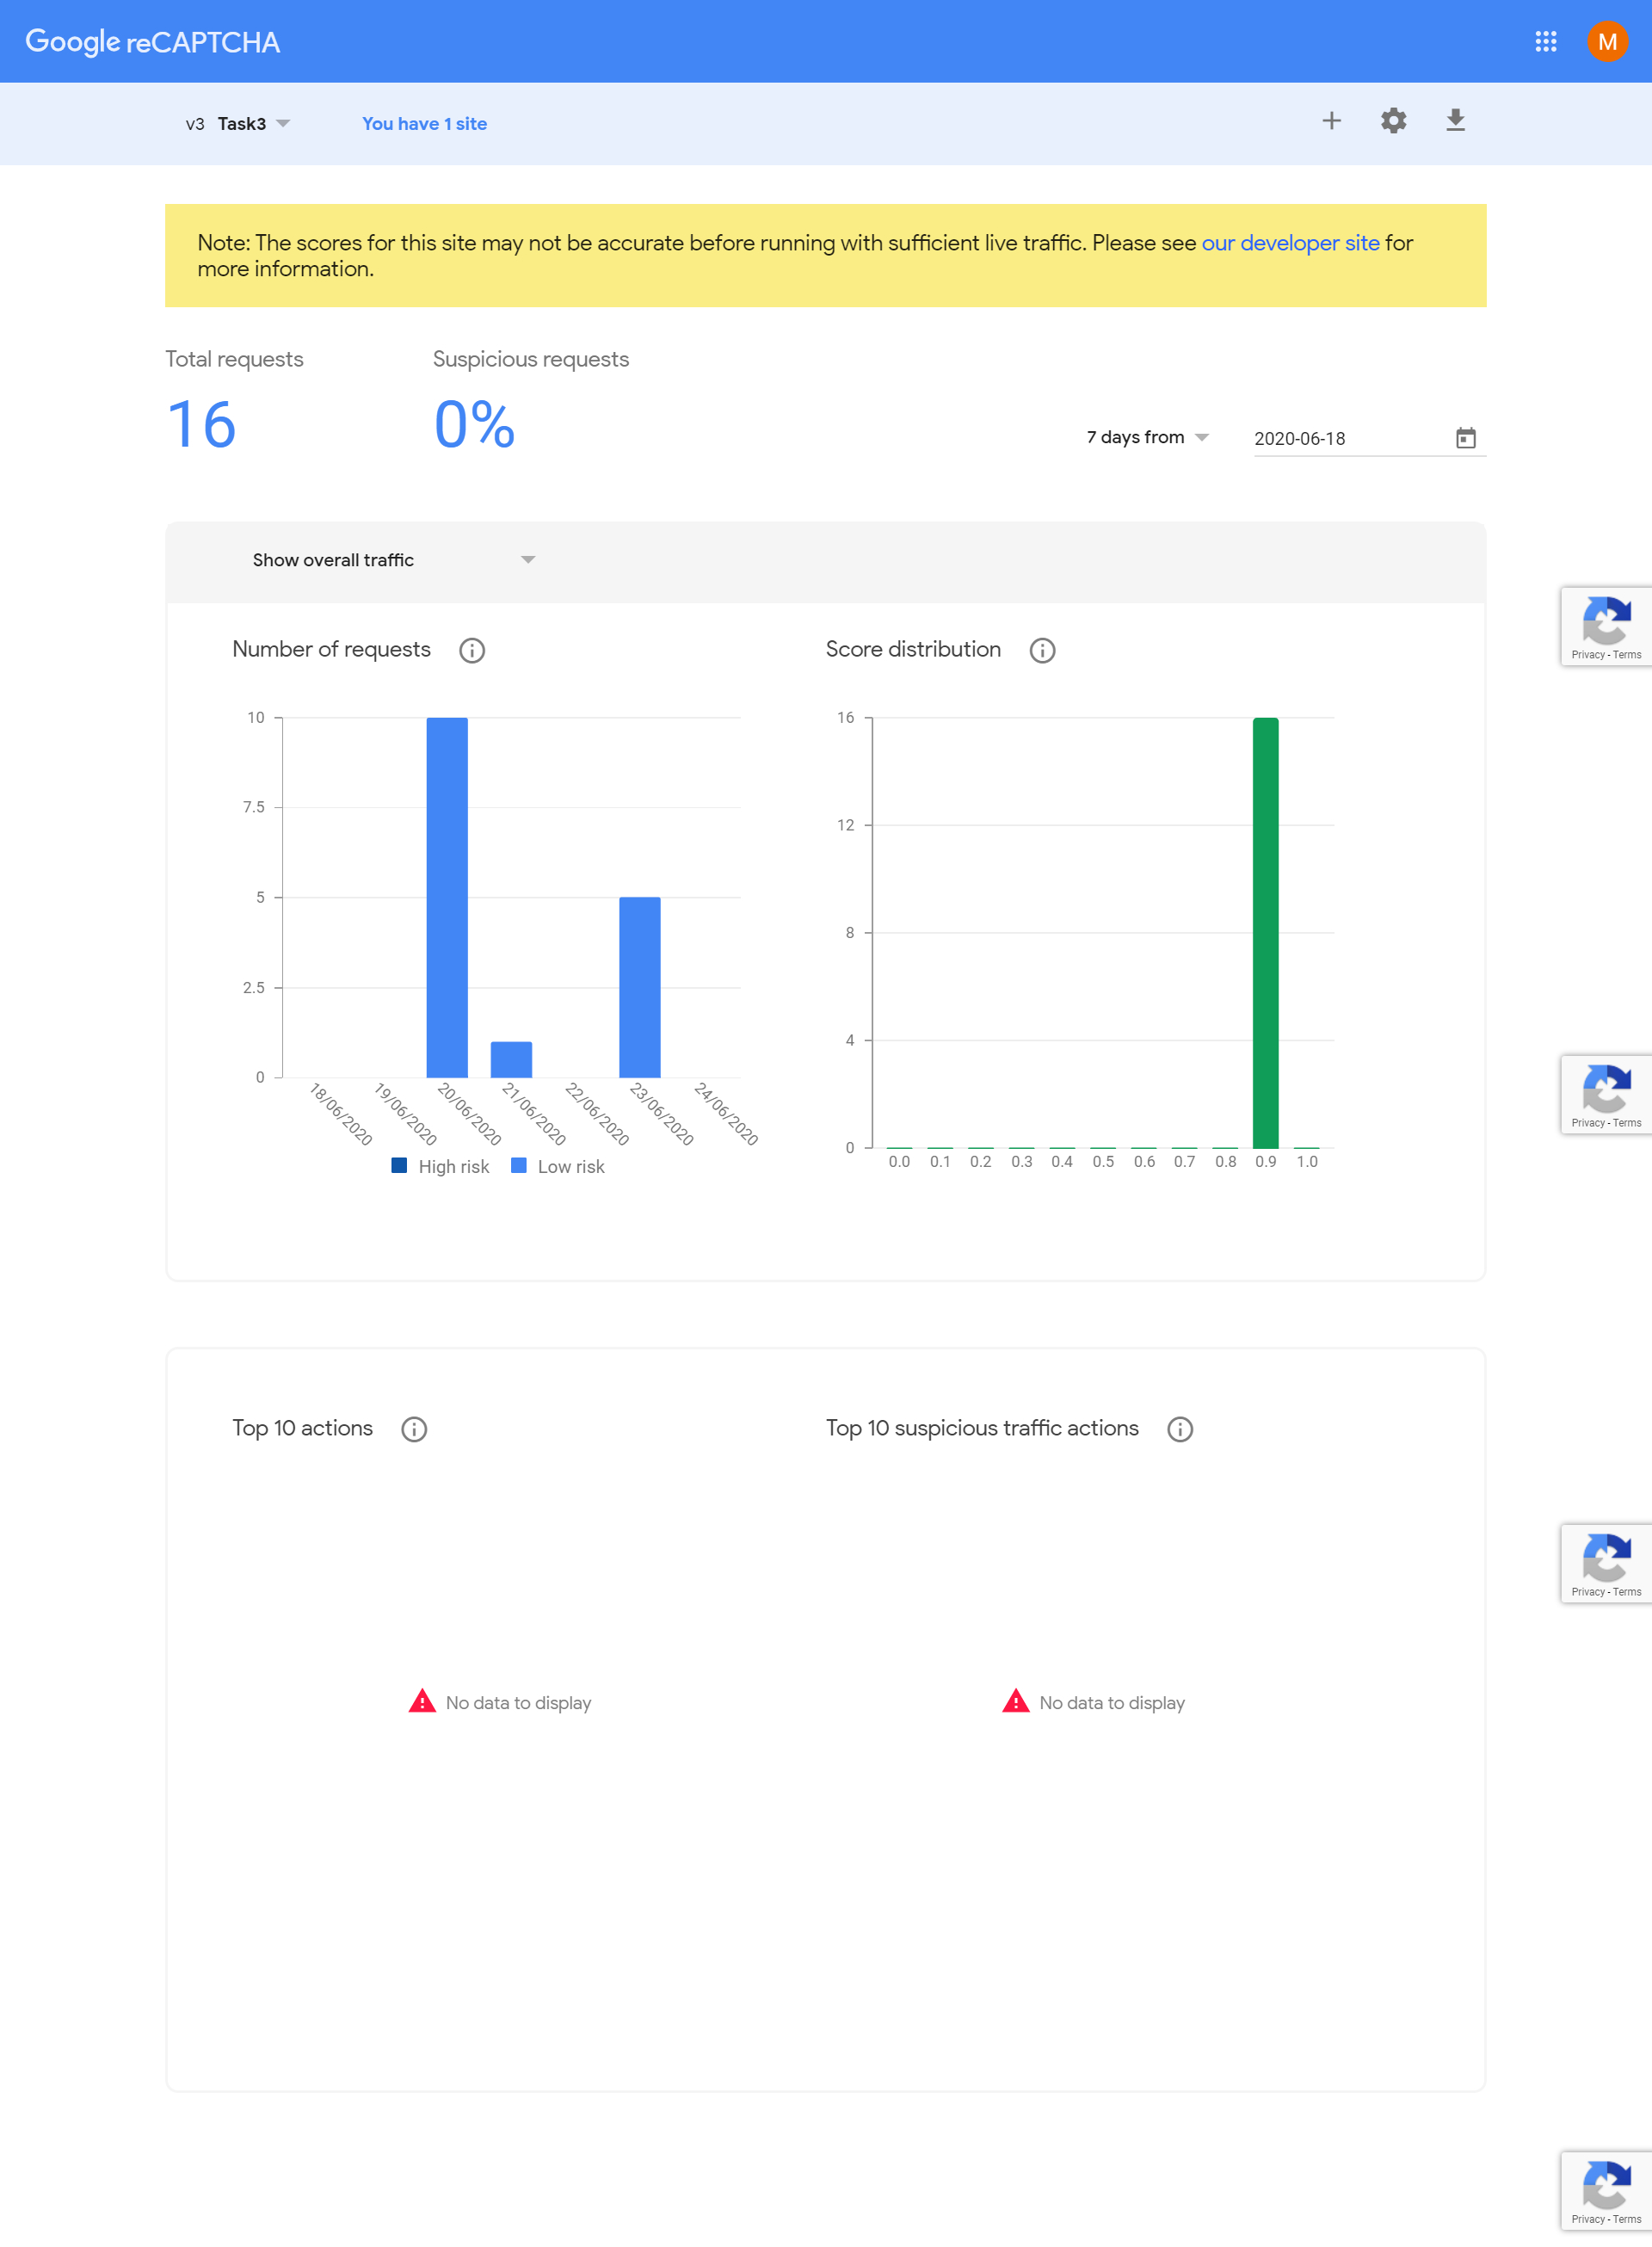 Google reCAPTCHA
M
v3 Task3
You have 1 site
Note: The scores for this site may not be accurate before running with sufficient live traffic. Please see our developer site for
more information.
Total requests
16
Suspicious requests
0%
7 days from
2020-06-18
Show overall traffic
Number of requests
10
7.5
5
2.5
0
18/06/2020
19/06/2020
20/06/2020
21/06/2020
22/06/2020
23/06/2020
24/06/2020
High risk
Low risk
Score distribution
16
12
8
4
0
0.0 0.1 0.2 0.3 0.4 0.5 0.6 0.7 0.8 0.9 1.0
Privacy - Terms
Privacy - Terms
Top 10 actions
No data to display
Top 10 suspicious traffic actions
No data to display
Privacy - Terms
Privacy - Terms